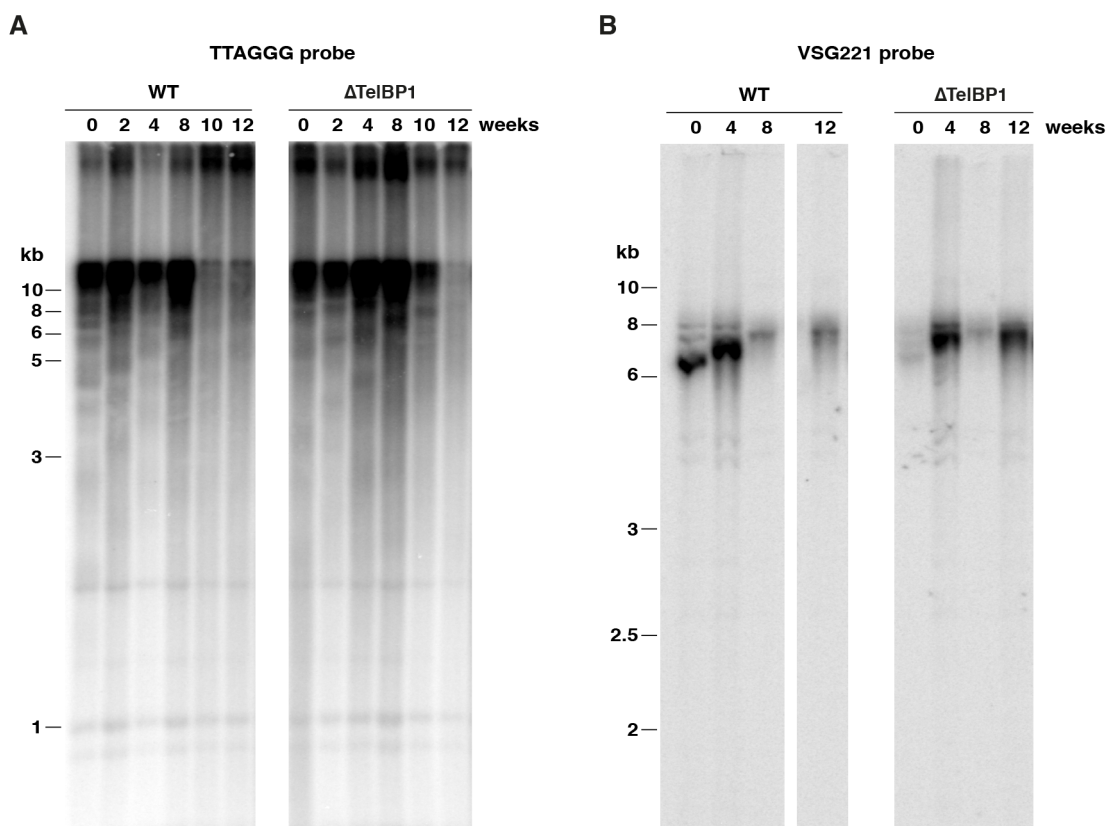 A
TTAGGG probe
WT
ΔTelBP1
0 2 4 8 10 12 0 2 4 8 10 12 weeks
kb
10
8
6
5
3
1
B
VSG221 probe
WT
ΔTelBP1
0 4 8 12 0 4 8 12 weeks
kb
10
8
6
3
2.5
2